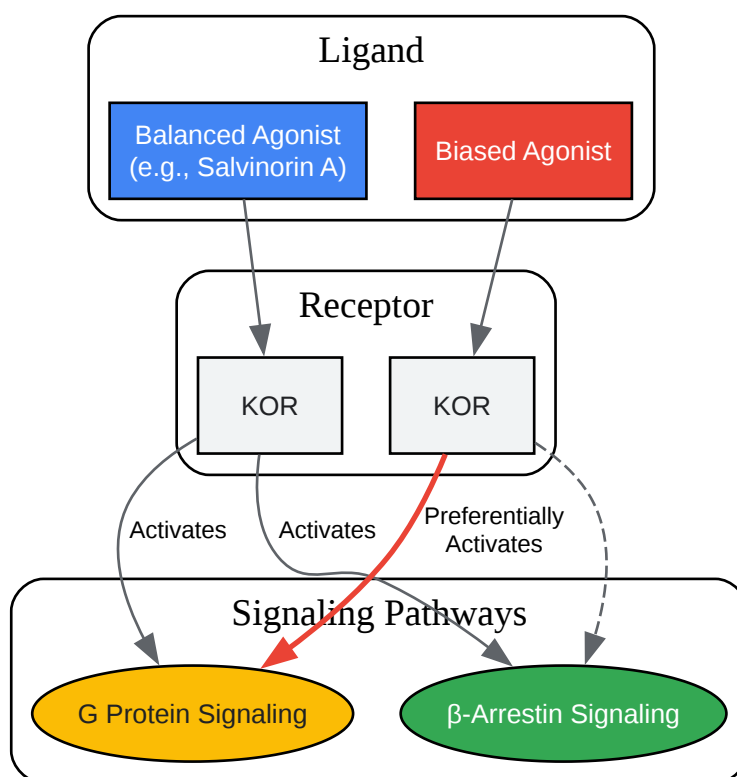 Ligand
Balanced Agonist
(e.g., Salvinorin A)
Biased Agonist
Receptor
KOR
KOR
Activates
Activates
Preferentially
Activates
Signaling Pathways
G Protein Signaling
β-Arrestin Signaling